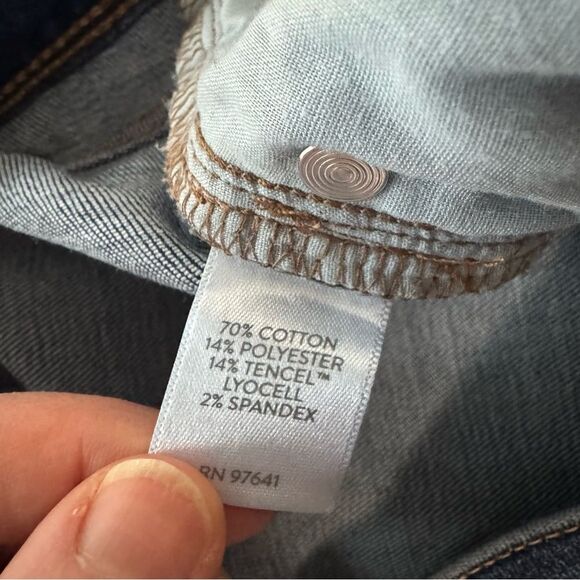 70% COTTON
14% POLYESTER
14% TENCEL™
LYOCELL
2% SPANDEX
RN 97641